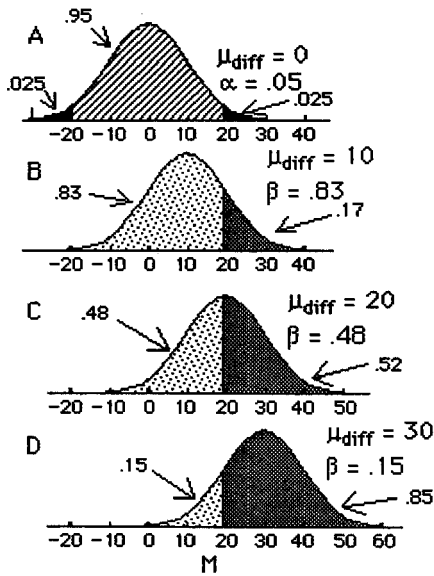 A
.95
μdiff = 0
α = .05
.025
.025
-20 -10 0 10 20 30 40
B
μdiff = 10
β = .83
.83
.17
-20 -10 0 10 20 30 40
C
μdiff = 20
β = .48
.48
.52
-20 -10 0 10 20 30 40 50
D
μdiff = 30
β = .15
.15
.85
-20 -10 0 10 20 30 40 50 60
M